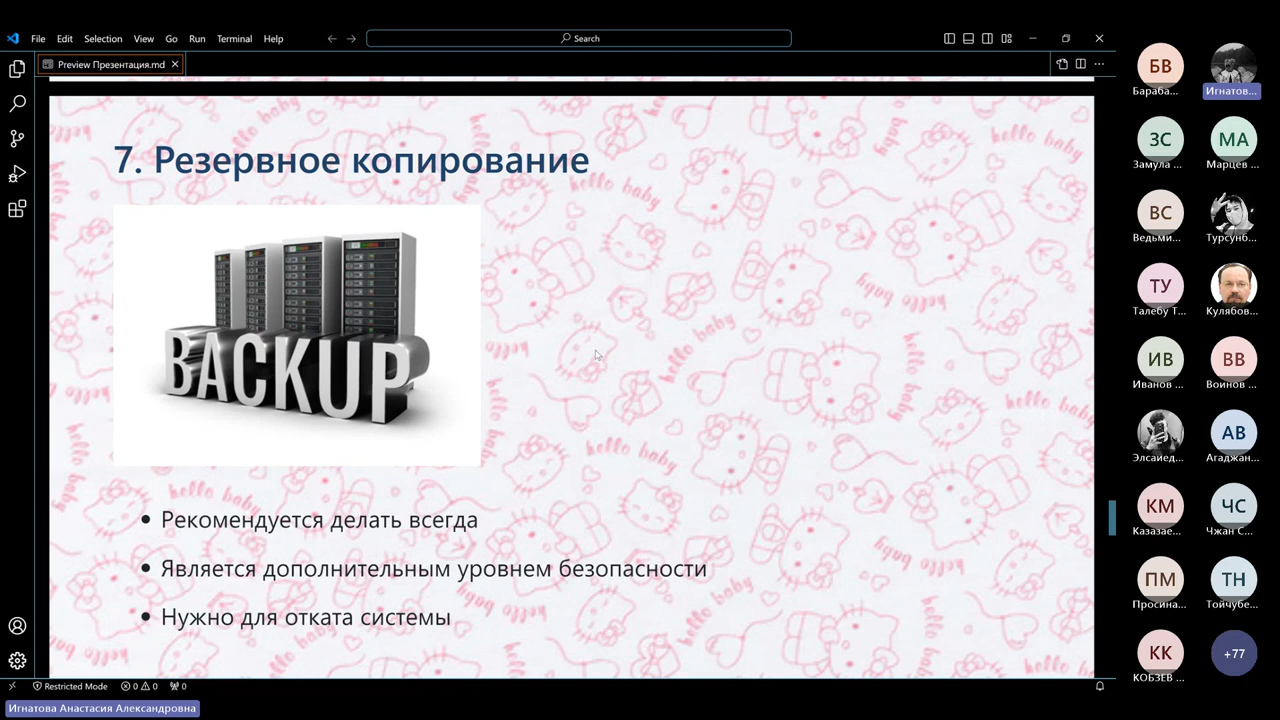 File Edit Selection View Go Run Terminal Help
Search
Preview Презентация.md
7. Резервное копирование
BACKUP
Рекомендуется делать всегда
Является дополнительным уровнем безопасности
Нужно для отката системы
hello baby
Restricted Mode
0
0
0
Игнатова Анастасия Александровна
БВ
Бараба...
Игнатов...
ЗС
Замула ...
МА
Марцев ...
ВС
Ведьми...
Турсунб...
ТУ
Талебу Т...
Кулябов...
ИВ
Иванов ...
ВВ
Воинов ...
Элсаиед...
АВ
Агаджан...
КМ
Казазае...
ЧС
Чжан С...
ПМ
Просина...
ТН
Тойчубе...
КК
КОБЗЕВ ...
+77